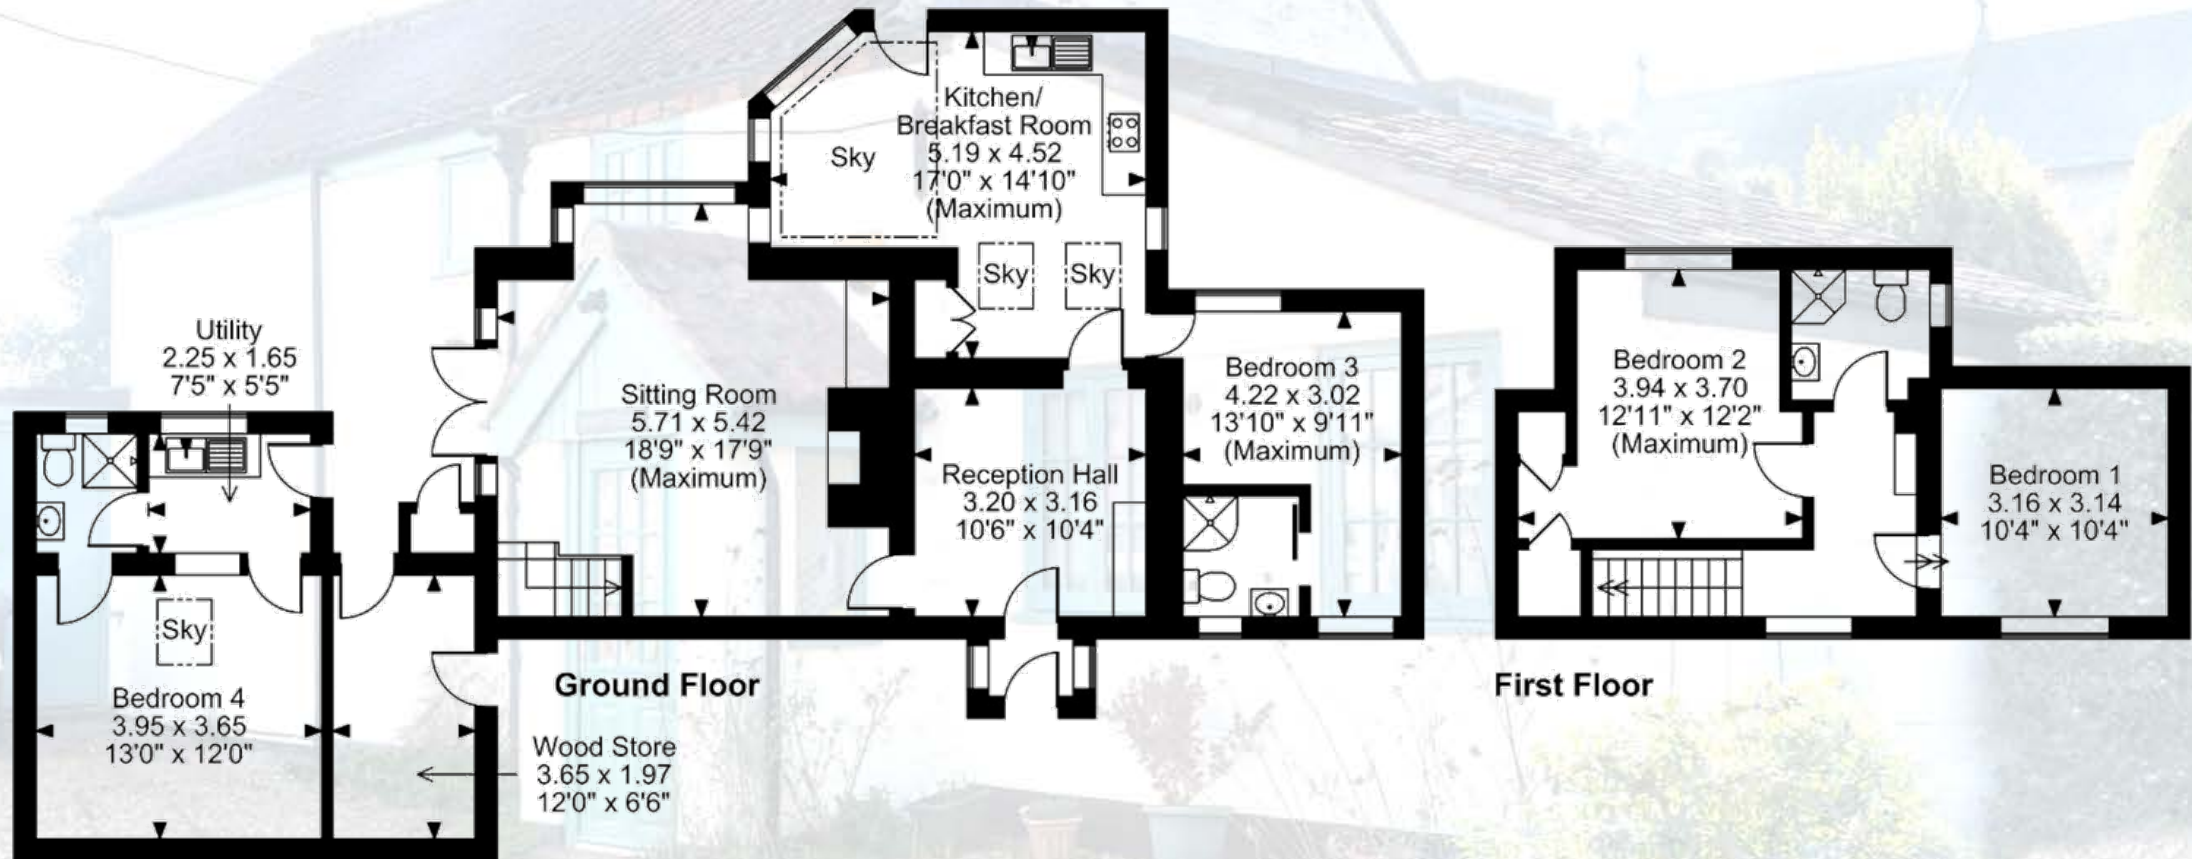 Kitchen/
Breakfast Room
5.19 x 4.52
17'0" x 14'10"
(Maximum)
Sky
Sky
Sky
Utility
2.25 x 1.65
7'5" x 5'5"
Sitting Room
5.71 x 5.42
18'9" x 17'9"
(Maximum)
Reception Hall
3.20 x 3.16
10'6" x 10'4"
Bedroom 3
4.22 x 3.02
13'10" x 9'11"
(Maximum)
Sky
Bedroom 4
3.95 x 3.65
13'0" x 12'0"
Wood Store
3.65 x 1.97
12'0" x 6'6"
Ground Floor
Bedroom 2
3.94 x 3.70
12'11" x 12'2"
(Maximum)
Bedroom 1
3.16 x 3.14
10'4" x 10'4"
First Floor